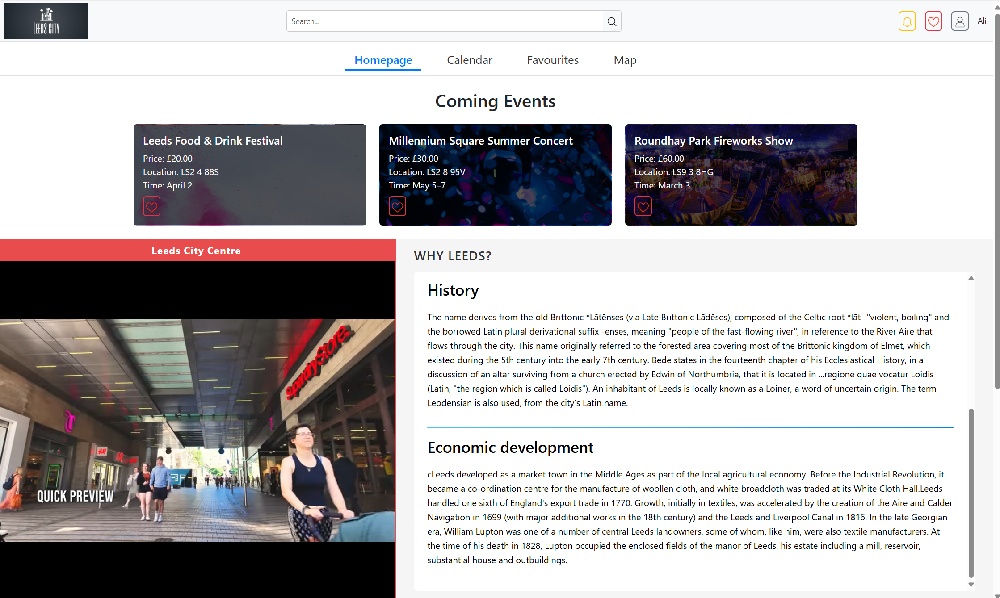 LEEDS CITY
Search...
Ali
Homepage
Calendar
Favourites
Map
Coming Events
Leeds Food & Drink Festival
Price: £20.00
Location: LS2 4 88S
Time: April 2
Millennium Square Summer Concert
Price: £30.00
Location: LS2 8 95V
Time: May 5–7
Roundhay Park Fireworks Show
Price: £60.00
Location: LS9 3 8HG
Time: March 3
Leeds City Centre
Superdry Store.
H&M
QUICK PREVIEW
WHY LEEDS?
History
The name derives from the old Brittonic *Lātēnses (via Late Brittonic Lādēses), composed of the Celtic root *lāt- "violent, boiling" and
the borrowed Latin plural derivational suffix -ēnses, meaning "people of the fast-flowing river", in reference to the River Aire that
flows through the city. This name originally referred to the forested area covering most of the Brittonic kingdom of Elmet, which
existed during the 5th century into the early 7th century. Bede states in the fourteenth chapter of his Ecclesiastical History, in a
discussion of an altar surviving from a church erected by Edwin of Northumbria, that it is located in ...regione quae vocatur Loidis
(Latin, "the region which is called Loidis"). An inhabitant of Leeds is locally known as a Loiner, a word of uncertain origin. The term
Leodensian is also used, from the city's Latin name.
Economic development
cLeeds developed as a market town in the Middle Ages as part of the local agricultural economy. Before the Industrial Revolution, it
became a co-ordination centre for the manufacture of woollen cloth, and white broadcloth was traded at its White Cloth Hall.Leeds
handled one sixth of England's export trade in 1770. Growth, initially in textiles, was accelerated by the creation of the Aire and Calder
Navigation in 1699 (with major additional works in the 18th century) and the Leeds and Liverpool Canal in 1816. In the late Georgian
era, William Lupton was one of a number of central Leeds landowners, some of whom, like him, were also textile manufacturers. At
the time of his death in 1828, Lupton occupied the enclosed fields of the manor of Leeds, his estate including a mill, reservoir,
substantial house and outbuildings.